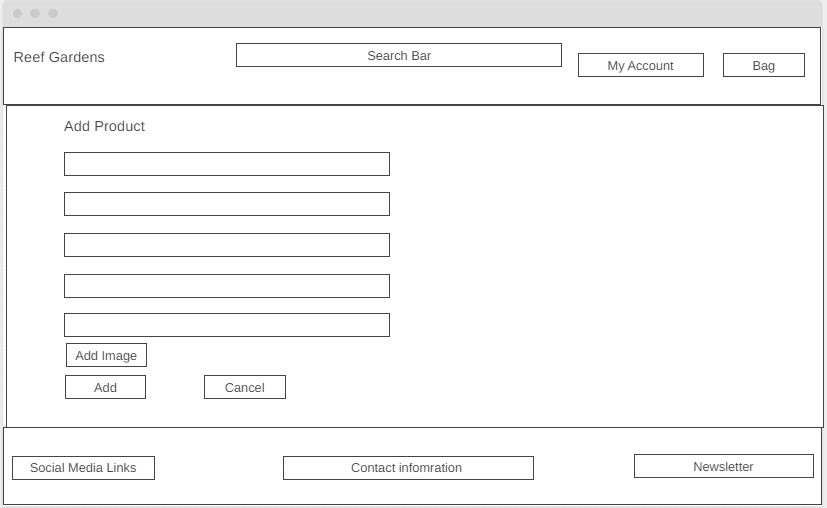 Reef Gardens
Search Bar
My Account
Bag
Add Product
Add Image
Add
Cancel
Social Media Links
Contact infomration
Newsletter